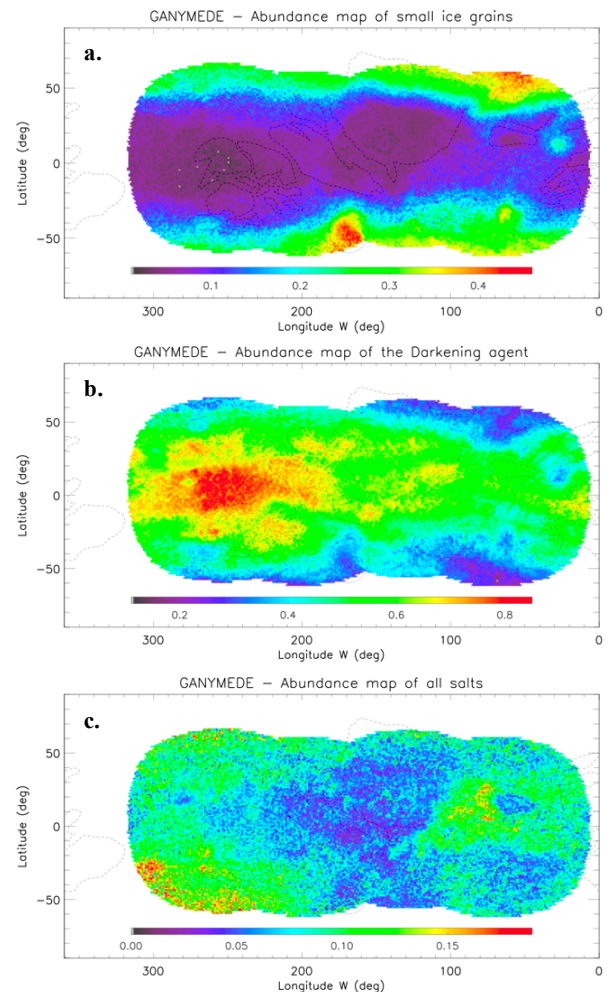 GANYMEDE – Abundance map of small ice grains
a.
50
0
−50
Latitude (deg)
0.1 0.2 0.3 0.4
300 200 100 0
Longitude W (deg)
GANYMEDE – Abundance map of the Darkening agent
b.
50
0
−50
Latitude (deg)
0.2 0.4 0.6 0.8
300 200 100 0
Longitude W (deg)
GANYMEDE – Abundance map of all salts
c.
50
0
−50
Latitude (deg)
0.00 0.05 0.10 0.15
300 200 100 0
Longitude W (deg)